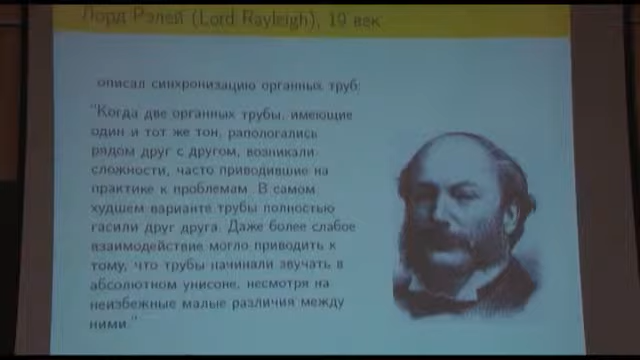 Лорд Рэлей (Lord Rayleigh), 19 век
описал синхронизацию органных труб:
"Когда две органных трубы, имеющие
один и тот же тон, рапологались
рядом друг с другом, возникали
сложности, часто приводившие на
практике к проблемам. В самом
худшем варианте трубы полностью
гасили друг друга. Даже более слабое
взаимодействие могло приводить к
тому, что трубы начинали звучать в
абсолютном унисоне, несмотря на
неизбежные малые различия между
ними."